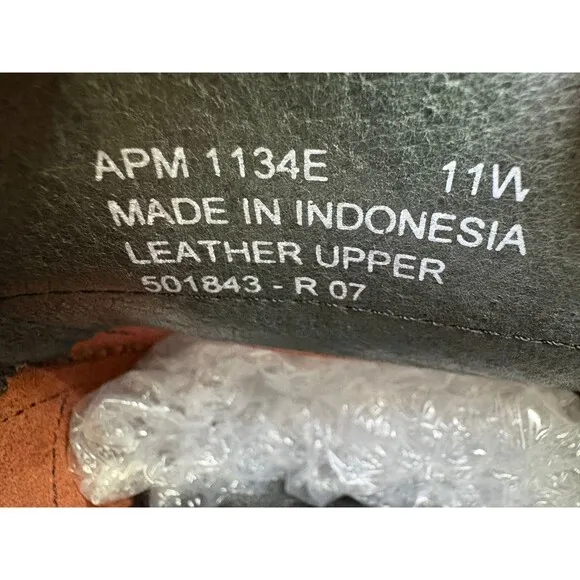 APM 1134E 11W
MADE IN INDONESIA
LEATHER UPPER
501843 - R 07